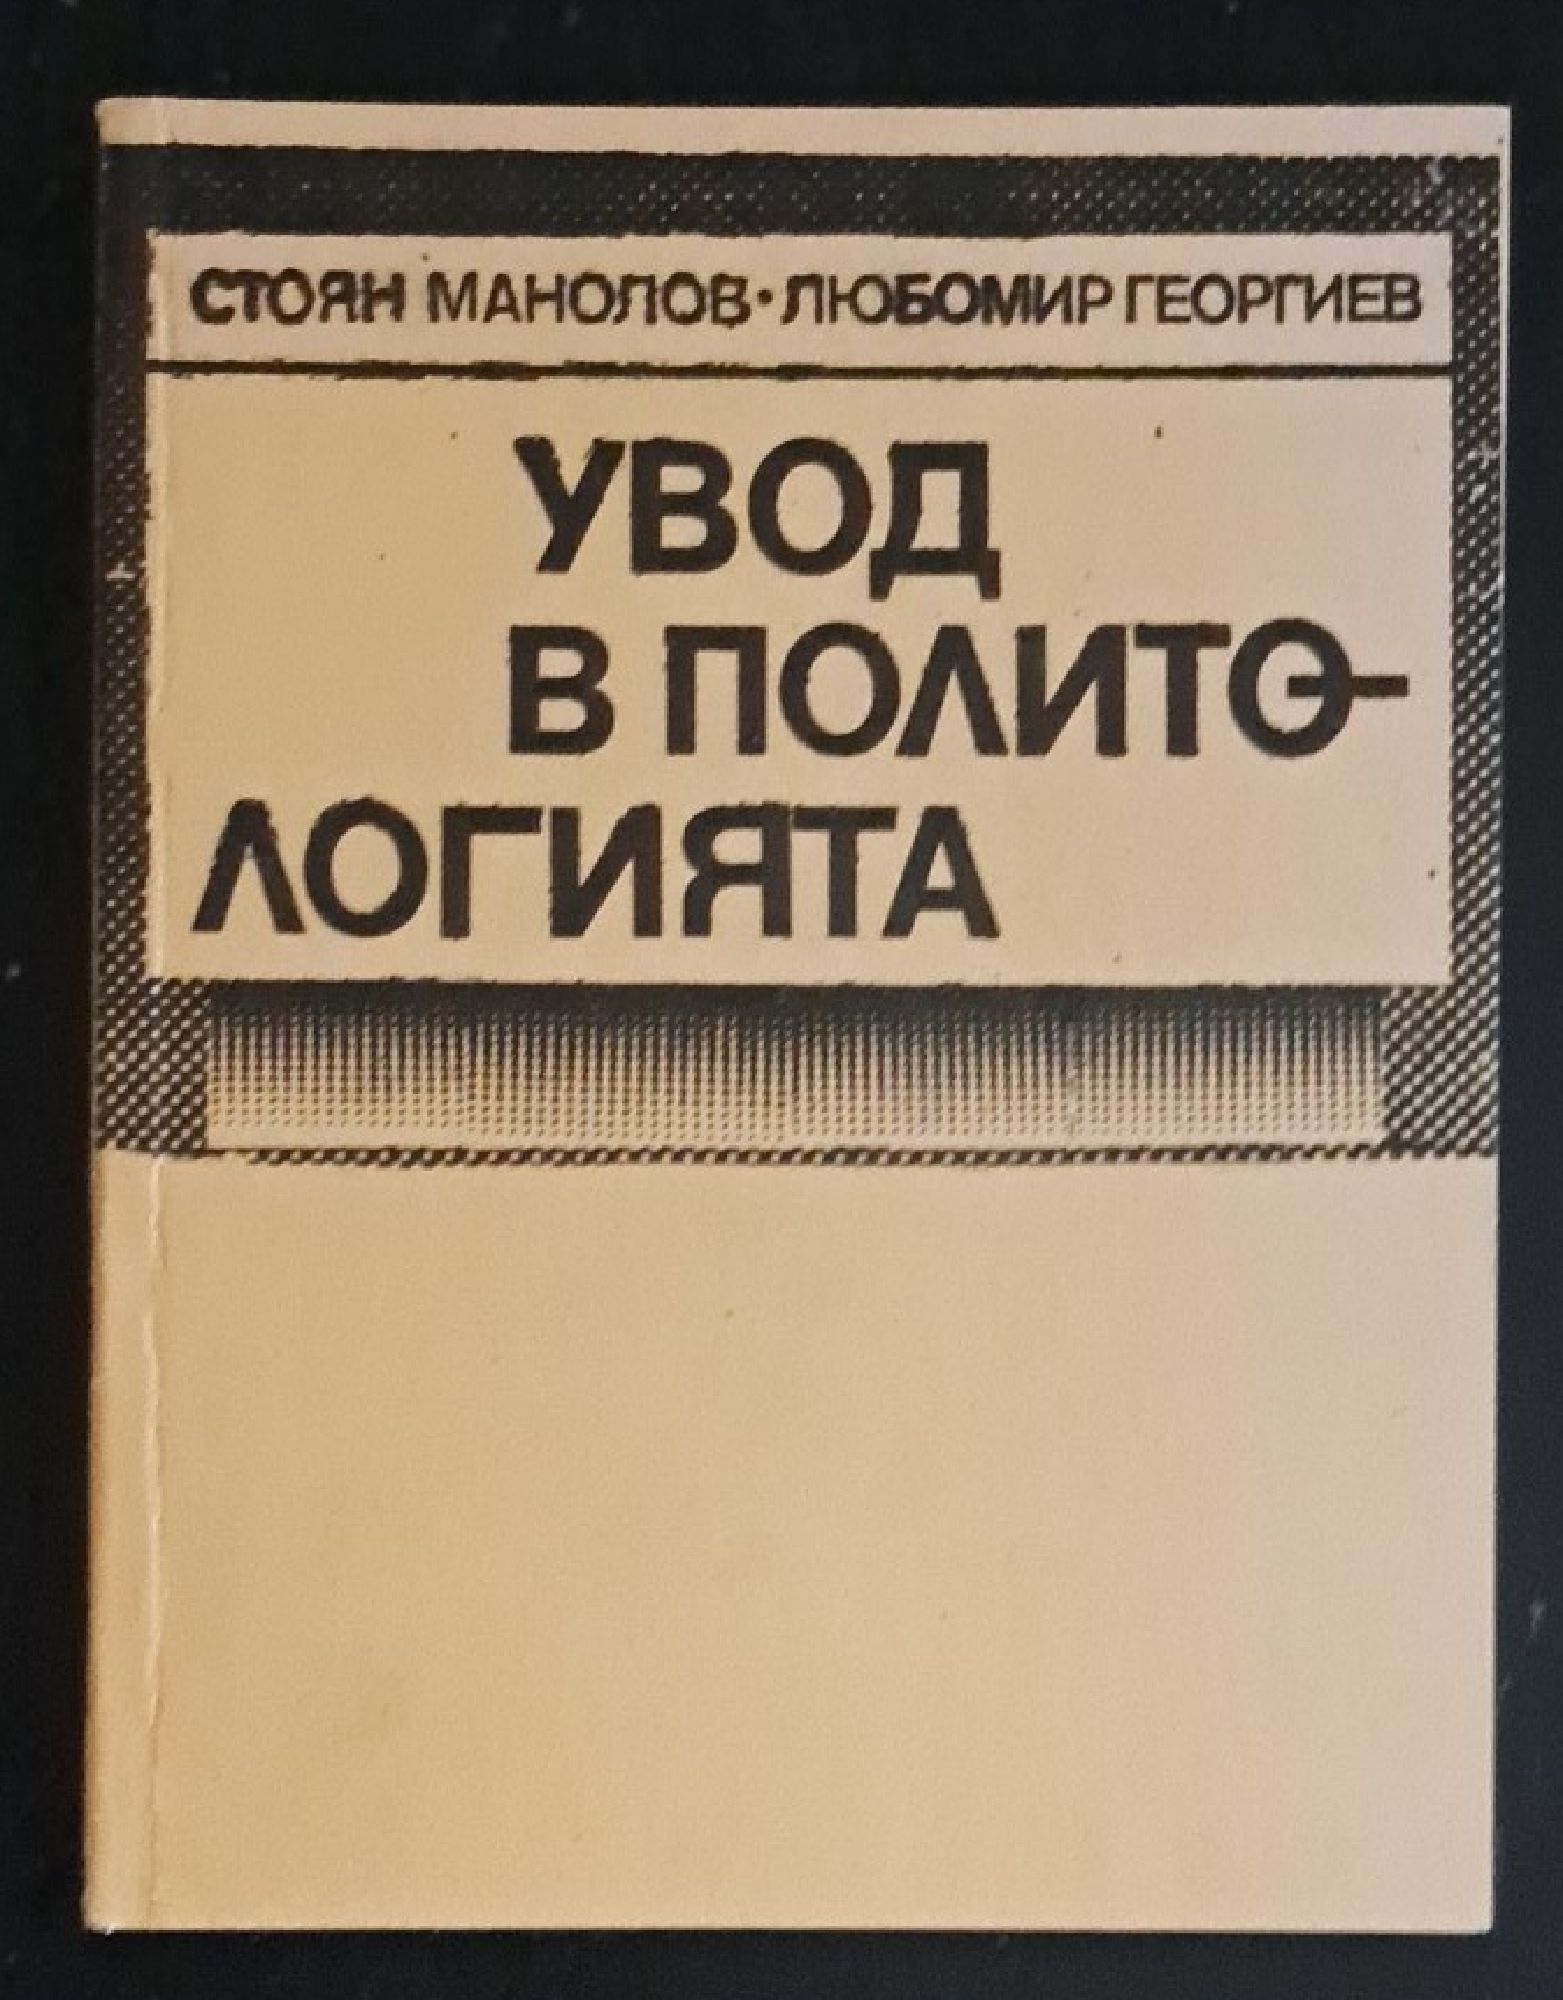 СТОЯН МАНОЛОВ · ЛЮБОМИР ГЕОРГИЕВ
УВОД
В ПОЛИТО-
ЛОГИЯТА